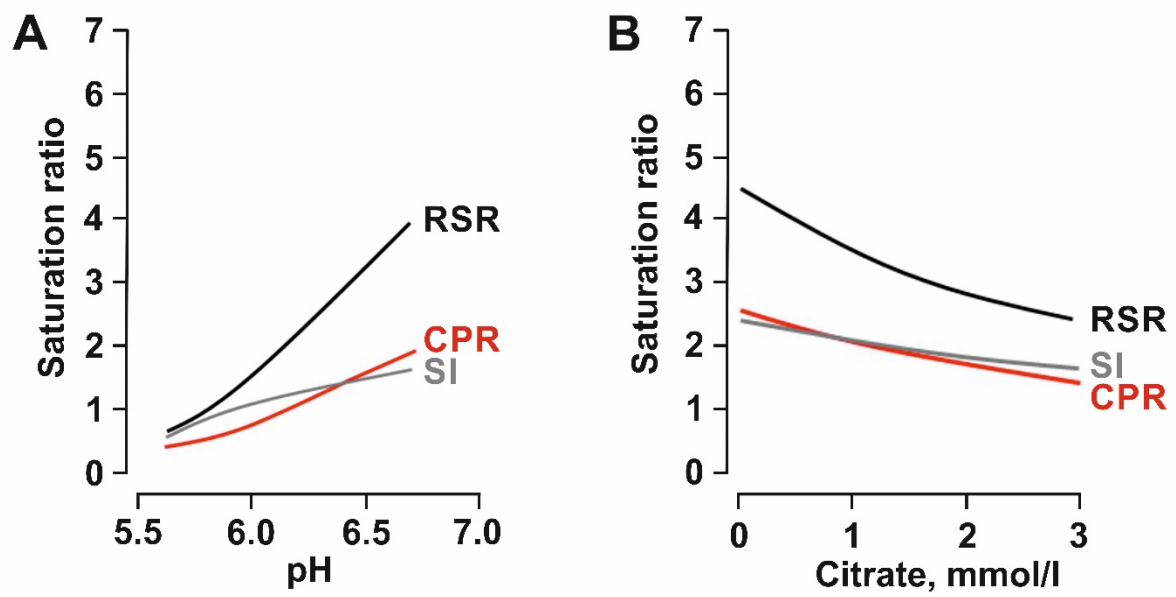 A
Saturation ratio
7
6
5
4
3
2
1
0
RSR
CPR
SI
5.5 6.0 6.5 7.0
pH
B
Saturation ratio
7
6
5
4
3
2
1
0
RSR
SI
CPR
0 1 2 3
Citrate, mmol/l